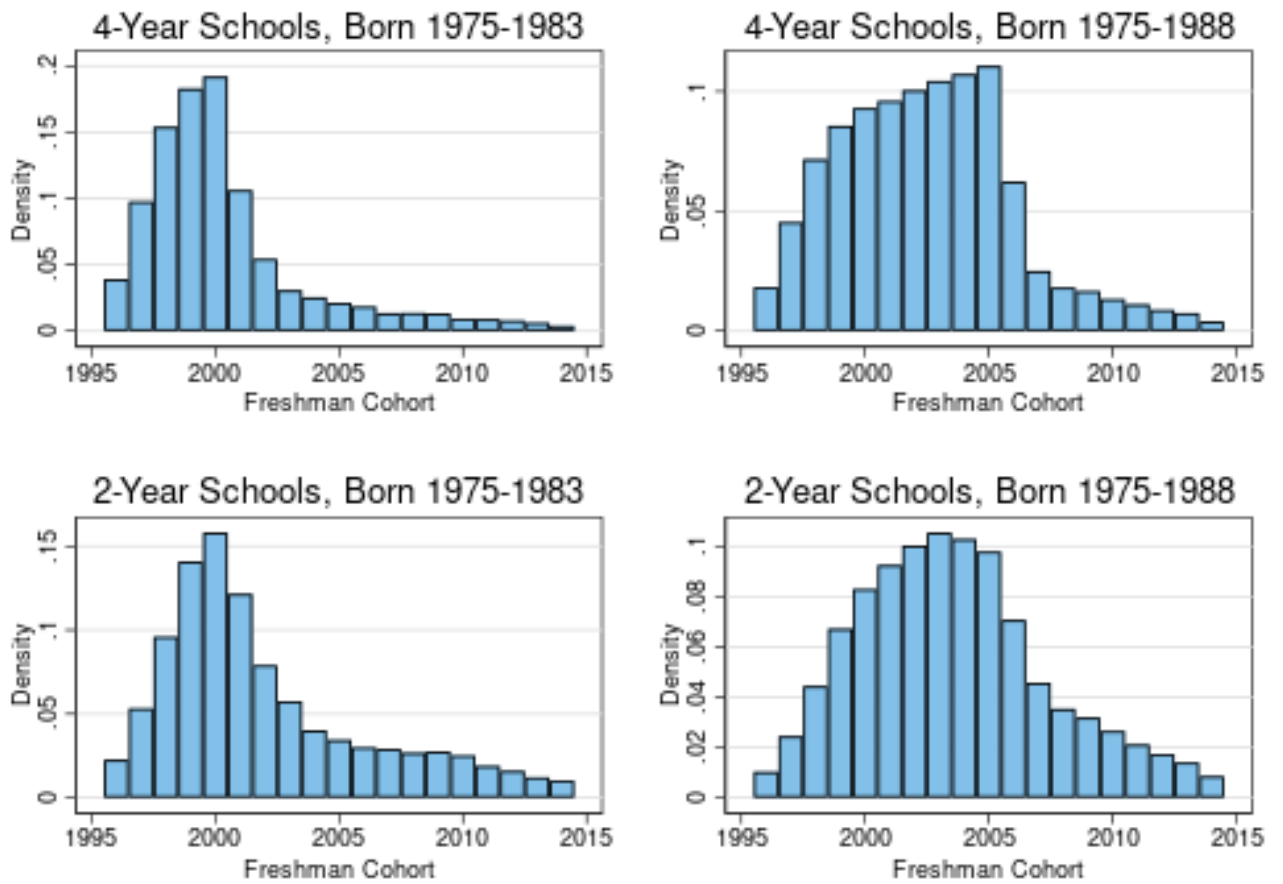 4-Year Schools, Born 1975-1983
Density
.2
.15
.1
.05
0
1995 2000 2005 2010 2015
Freshman Cohort
4-Year Schools, Born 1975-1988
Density
.1
.05
0
1995 2000 2005 2010 2015
Freshman Cohort
2-Year Schools, Born 1975-1983
Density
.15
.1
.05
0
1995 2000 2005 2010 2015
Freshman Cohort
2-Year Schools, Born 1975-1988
Density
.1
.08
.06
.04
.02
0
1995 2000 2005 2010 2015
Freshman Cohort